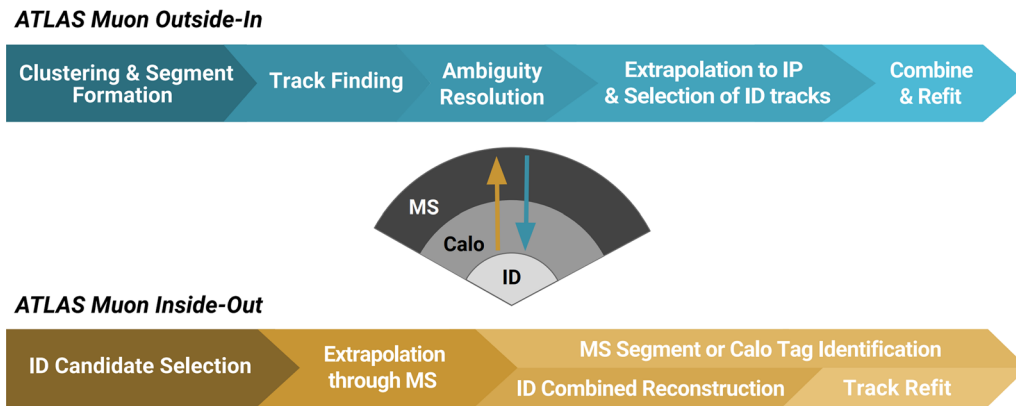 ATLAS Muon Outside-In
Clustering & Segment
Formation
Track Finding
Ambiguity
Resolution
Extrapolation to IP
& Selection of ID tracks
Combine
& Refit
MS
Calo
ID
ATLAS Muon Inside-Out
ID Candidate Selection
Extrapolation
through MS
MS Segment or Calo Tag Identification
ID Combined Reconstruction
Track Refit